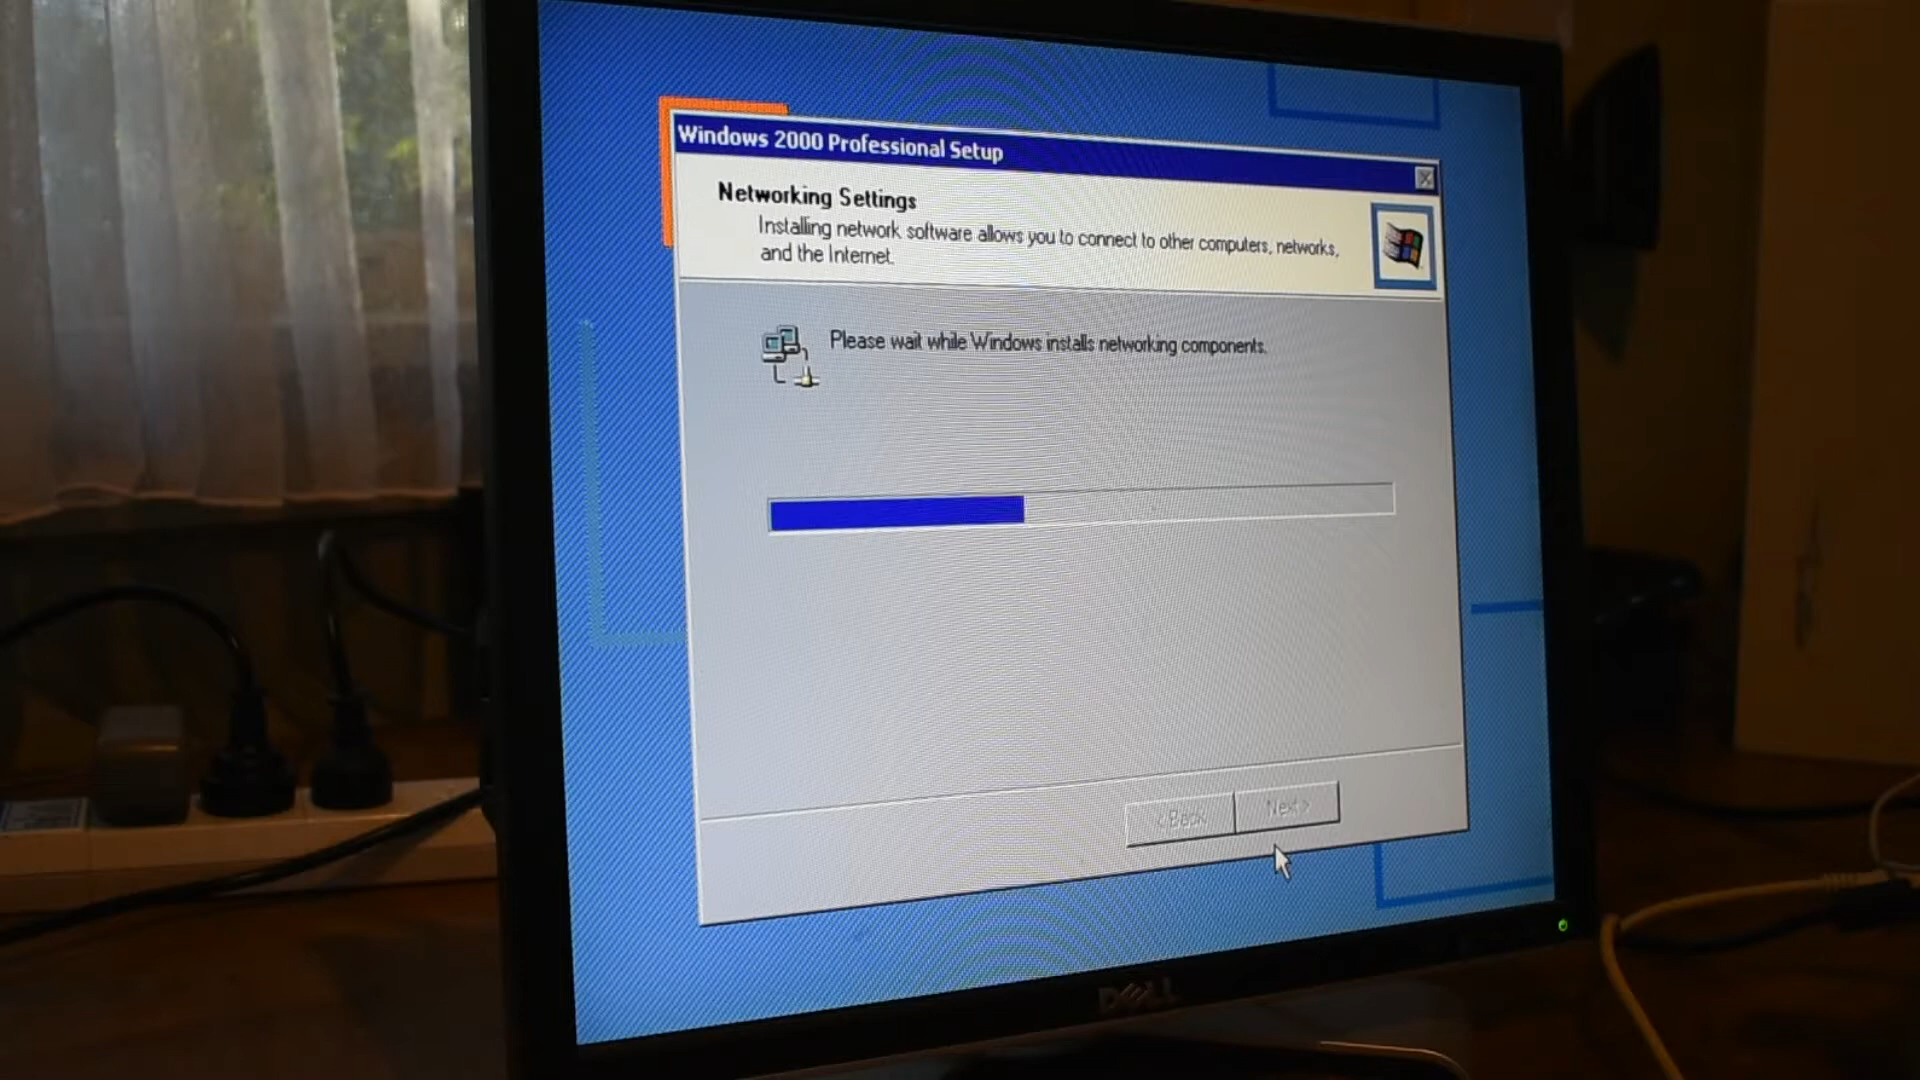 Windows 2000 Professional Setup
Networking Settings
Installing network software allows you to connect to other computers, networks,
and the Internet.
Please wait while Windows installs networking components.
< Back
Next >
DELL